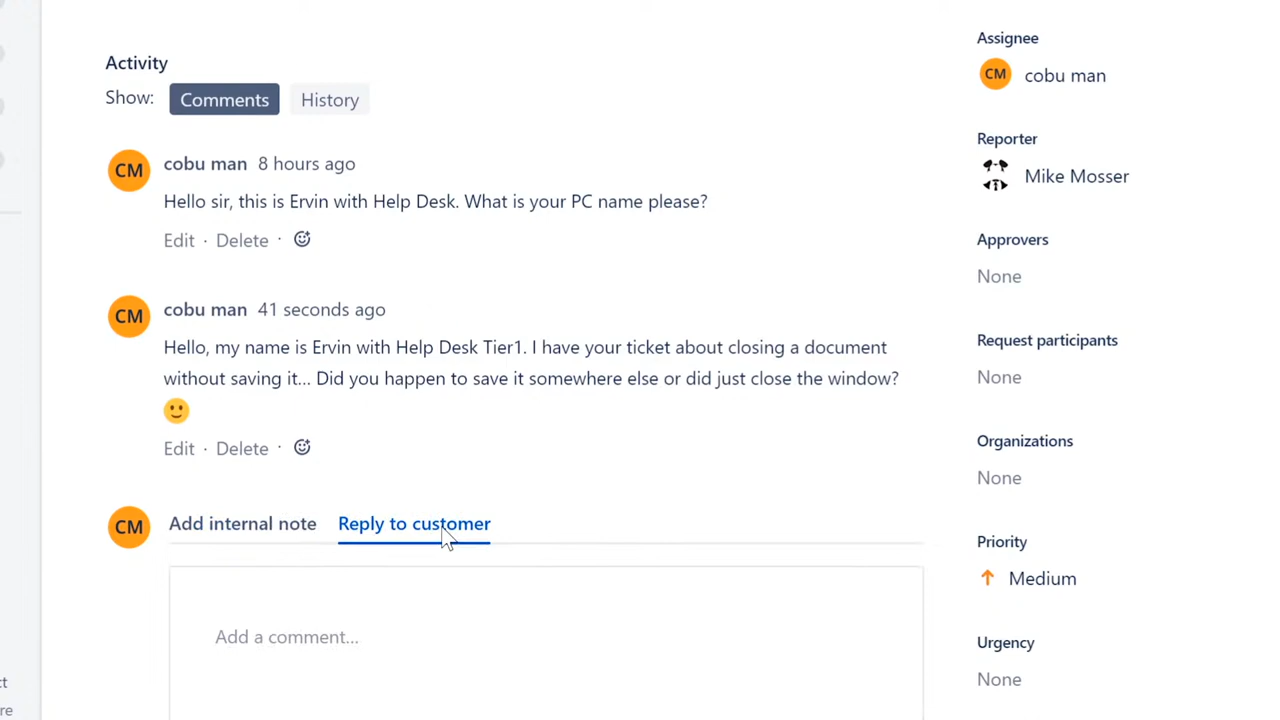 Activity
Show: Comments History
CM cobu man 8 hours ago
Hello sir, this is Ervin with Help Desk. What is your PC name please?
Edit · Delete ·
CM cobu man 41 seconds ago
Hello, my name is Ervin with Help Desk Tier1. I have your ticket about closing a document
without saving it... Did you happen to save it somewhere else or did just close the window?
Edit · Delete ·
CM Add internal note Reply to customer
Add a comment...
Assignee
CM cobu man
Reporter
Mike Mosser
Approvers
None
Request participants
None
Organizations
None
Priority
Medium
Urgency
None